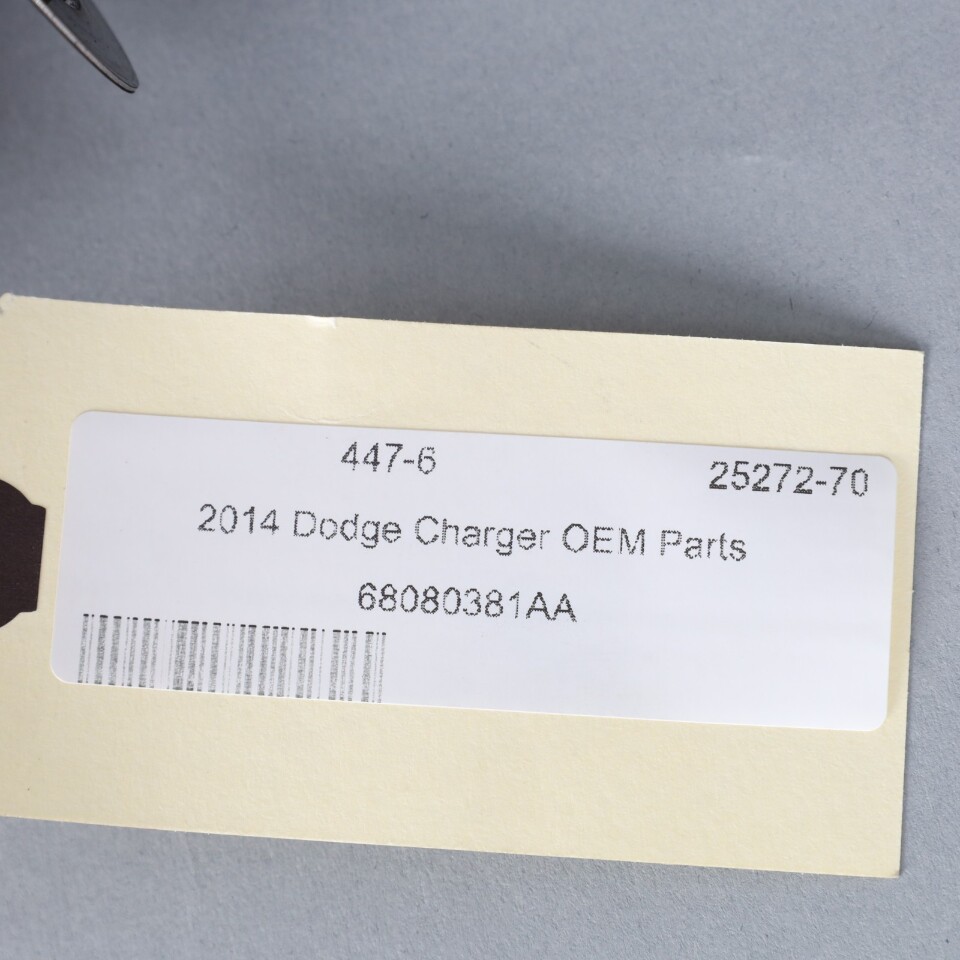 447-6 25272-70
2014 Dodge Charger OEM Parts
68080381AA